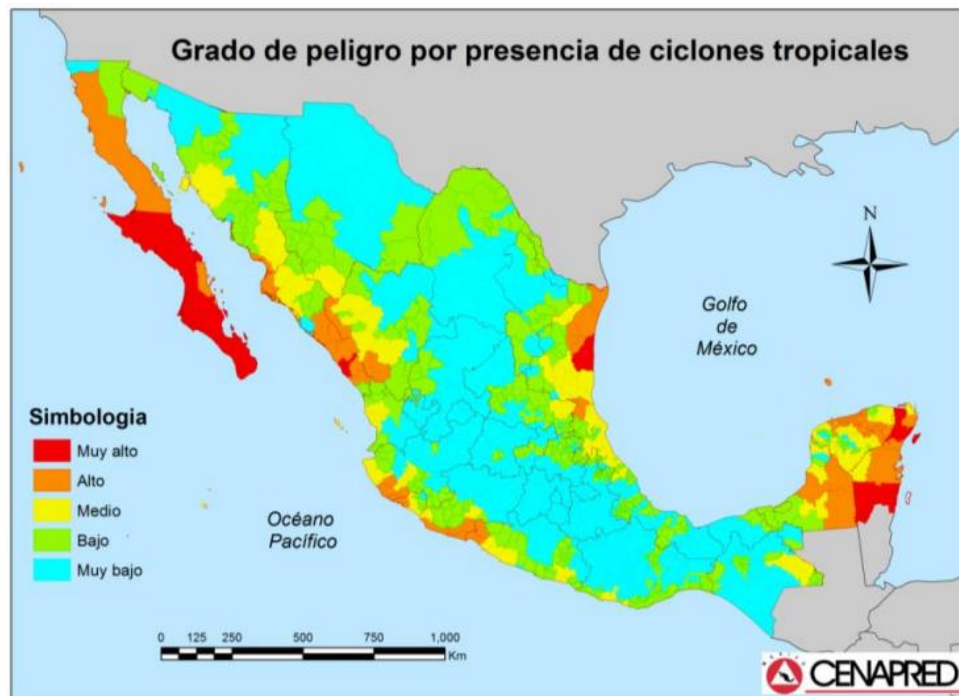 Grado de peligro por presencia de ciclones tropicales
N
Golfo
de
México
Simbologia
Muy alto
Alto
Medio
Bajo
Muy bajo
Océano
Pacífico
0 125 250 500 750 1,000
Km
CENAPRED